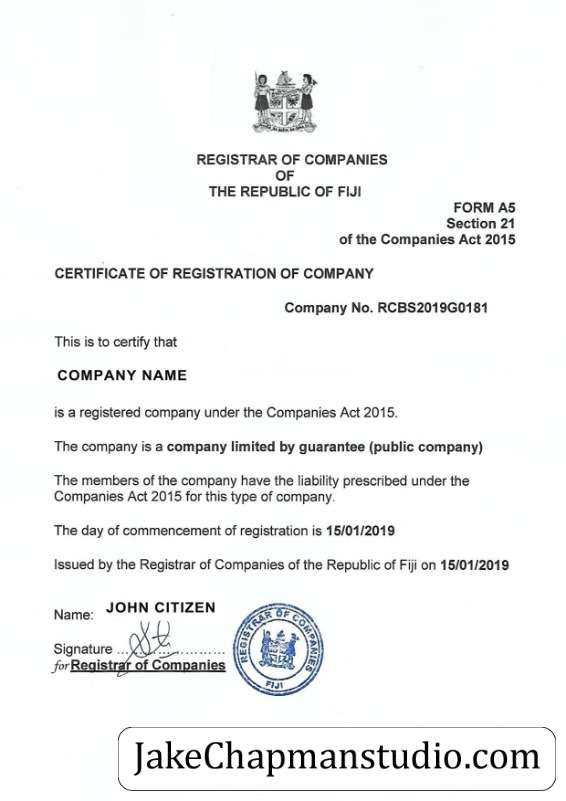 REGISTRAR OF COMPANIES
OF
THE REPUBLIC OF FIJI
FORM A5
Section 21
of the Companies Act 2015
CERTIFICATE OF REGISTRATION OF COMPANY
Company No. RCBS2019G0181
This is to certify that
COMPANY NAME
is a registered company under the Companies Act 2015.
The company is a company limited by guarantee (public company)
The members of the company have the liability prescribed under the
Companies Act 2015 for this type of company.
The day of commencement of registration is 15/01/2019
Issued by the Registrar of Companies of the Republic of Fiji on 15/01/2019
Name: JOHN CITIZEN
Signature ........................
for Registrar of Companies
REGISTRAR OF COMPANIES
FIJI
JakeChapmanstudio.com